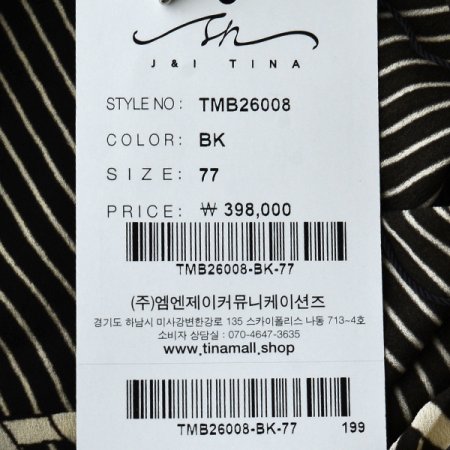 J & I TINA
STYLE NO : TMB26008
COLOR: BK
SIZE: 77
PRICE: ₩ 398,000
TMB26008-BK-77
(주)엠엔제이커뮤니케이션즈
경기도 하남시 미사강변한강로 135 스카이폴리스 나동 713~4호
소비자 상담실 : 070-4647-3635
www.tinamall.shop
TMB26008-BK-77 199